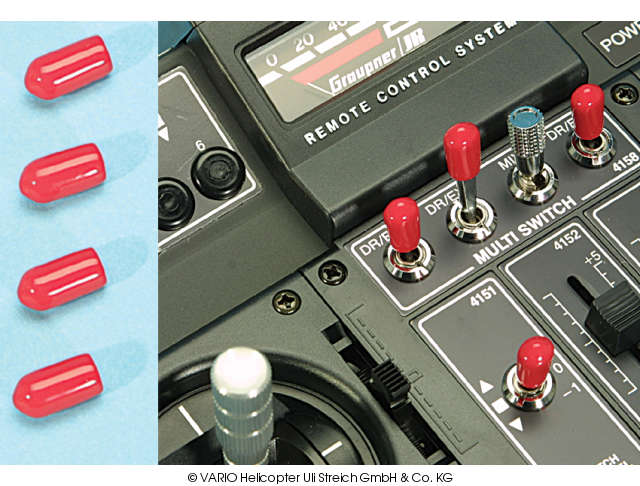 0 20 40
Graupner/JR
REMOTE CONTROL SYSTEM
POWE
6
DR/E
DR/E
MIX
DR/E
4158
MULTI SWITCH
4152
+5
4151
0
-1
© VARIO Helicopter Uli Streich GmbH & Co. KG